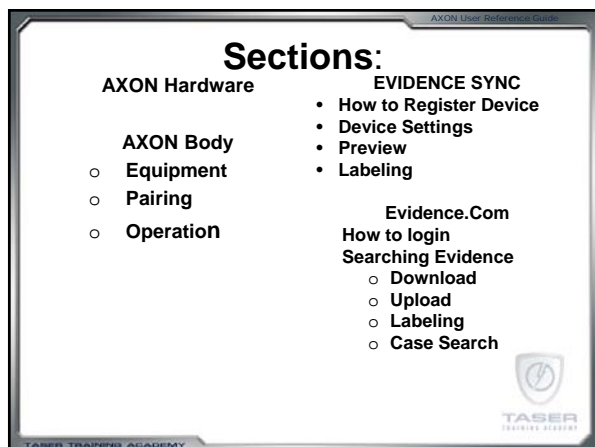 AXON User Reference Guide
Sections:
AXON Hardware
AXON Body
o Equipment
o Pairing
o Operation
EVIDENCE SYNC
• How to Register Device
• Device Settings
• Preview
• Labeling
Evidence.Com
How to login
Searching Evidence
o Download
o Upload
o Labeling
o Case Search
TASER
TRAINING ACADEMY
TASER TRAINING ACADEMY